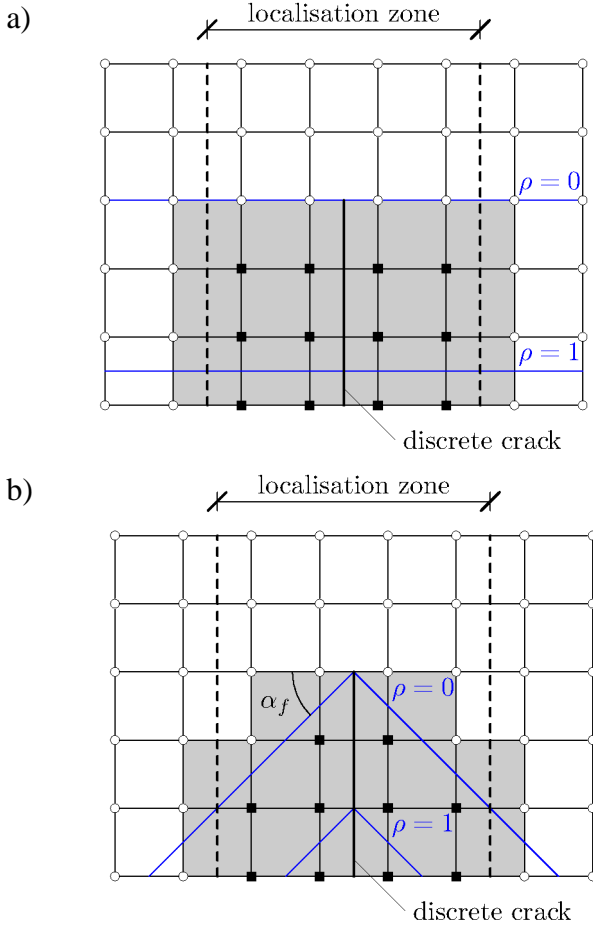 a)
localisation zone
ρ = 0
ρ = 1
discrete crack
b)
localisation zone
α_f
ρ = 0
ρ = 1
discrete crack